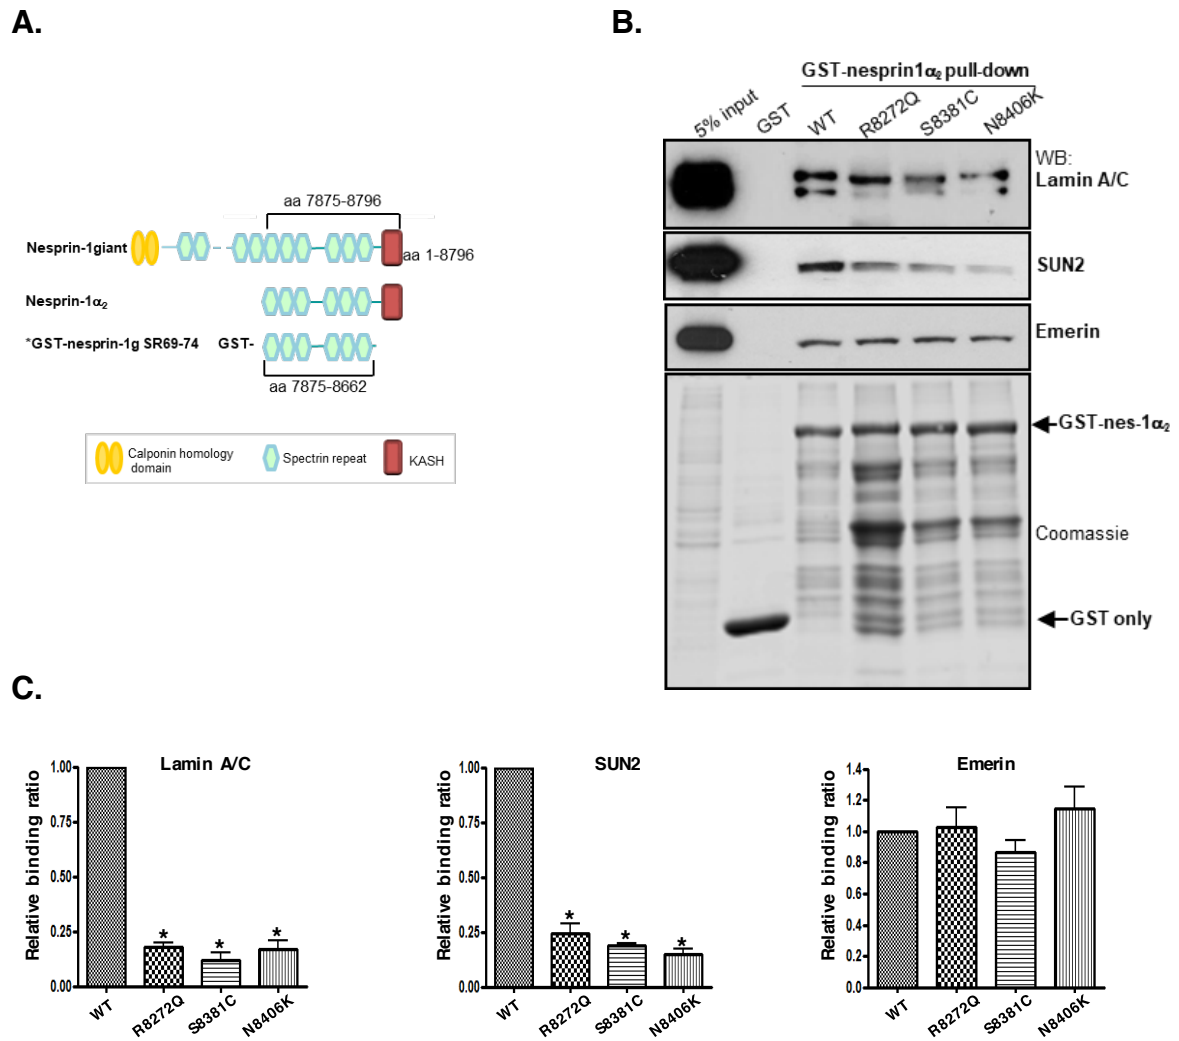 A.
aa 7875-8796
Nesprin-1giant
aa 1-8796
Nesprin-1α2
*GST-nesprin-1g SR69-74 GST-
aa 7875-8662
Calponin homology
domain
Spectrin repeat
KASH
B.
GST-nesprin1α2 pull-down
5% input GST WT R8272Q S8381C N8406K
WB:
Lamin A/C
SUN2
Emerin
GST-nes-1α2
Coomassie
GST only
C.
Lamin A/C
Relative binding ratio
1.00
0.75
0.50
0.25
0.00
* * *
WT R8272Q S8381C N8406K
SUN2
Relative binding ratio
1.00
0.75
0.50
0.25
0.00
* * *
WT R8272Q S8381C N8406K
Emerin
Relative binding ratio
1.4
1.2
1.0
0.8
0.6
0.4
0.2
0.0
WT R8272Q S8381C N8406K